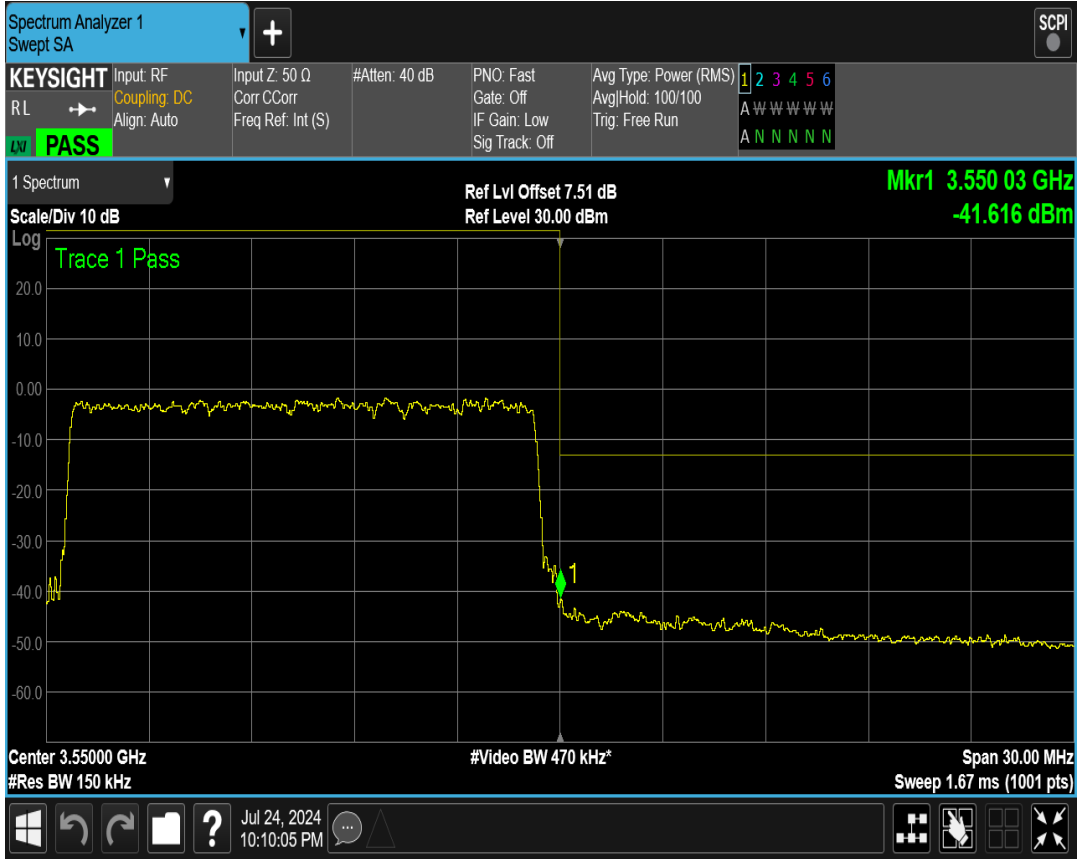 Spectrum Analyzer 1
Swept SA
+
SCPI
KEYSIGHT
RL
LXI PASS
Input: RF
Coupling: DC
Align: Auto
Input Z: 50 Ω
Corr CCorr
Freq Ref: Int (S)
#Atten: 40 dB
PNO: Fast
Gate: Off
IF Gain: Low
Sig Track: Off
Avg Type: Power (RMS)
Avg|Hold: 100/100
Trig: Free Run
1 2 3 4 5 6
A W W W W W
A N N N N N
1 Spectrum
Scale/Div 10 dB
Ref Lvl Offset 7.51 dB
Ref Level 30.00 dBm
Mkr1 3.550 03 GHz
-41.616 dBm
Log
Trace 1 Pass
20.0
10.0
0.00
-10.0
-20.0
-30.0
1
-40.0
-50.0
-60.0
Center 3.55000 GHz
#Res BW 150 kHz
#Video BW 470 kHz*
Span 30.00 MHz
Sweep 1.67 ms (1001 pts)
?
Jul 24, 2024
10:10:05 PM